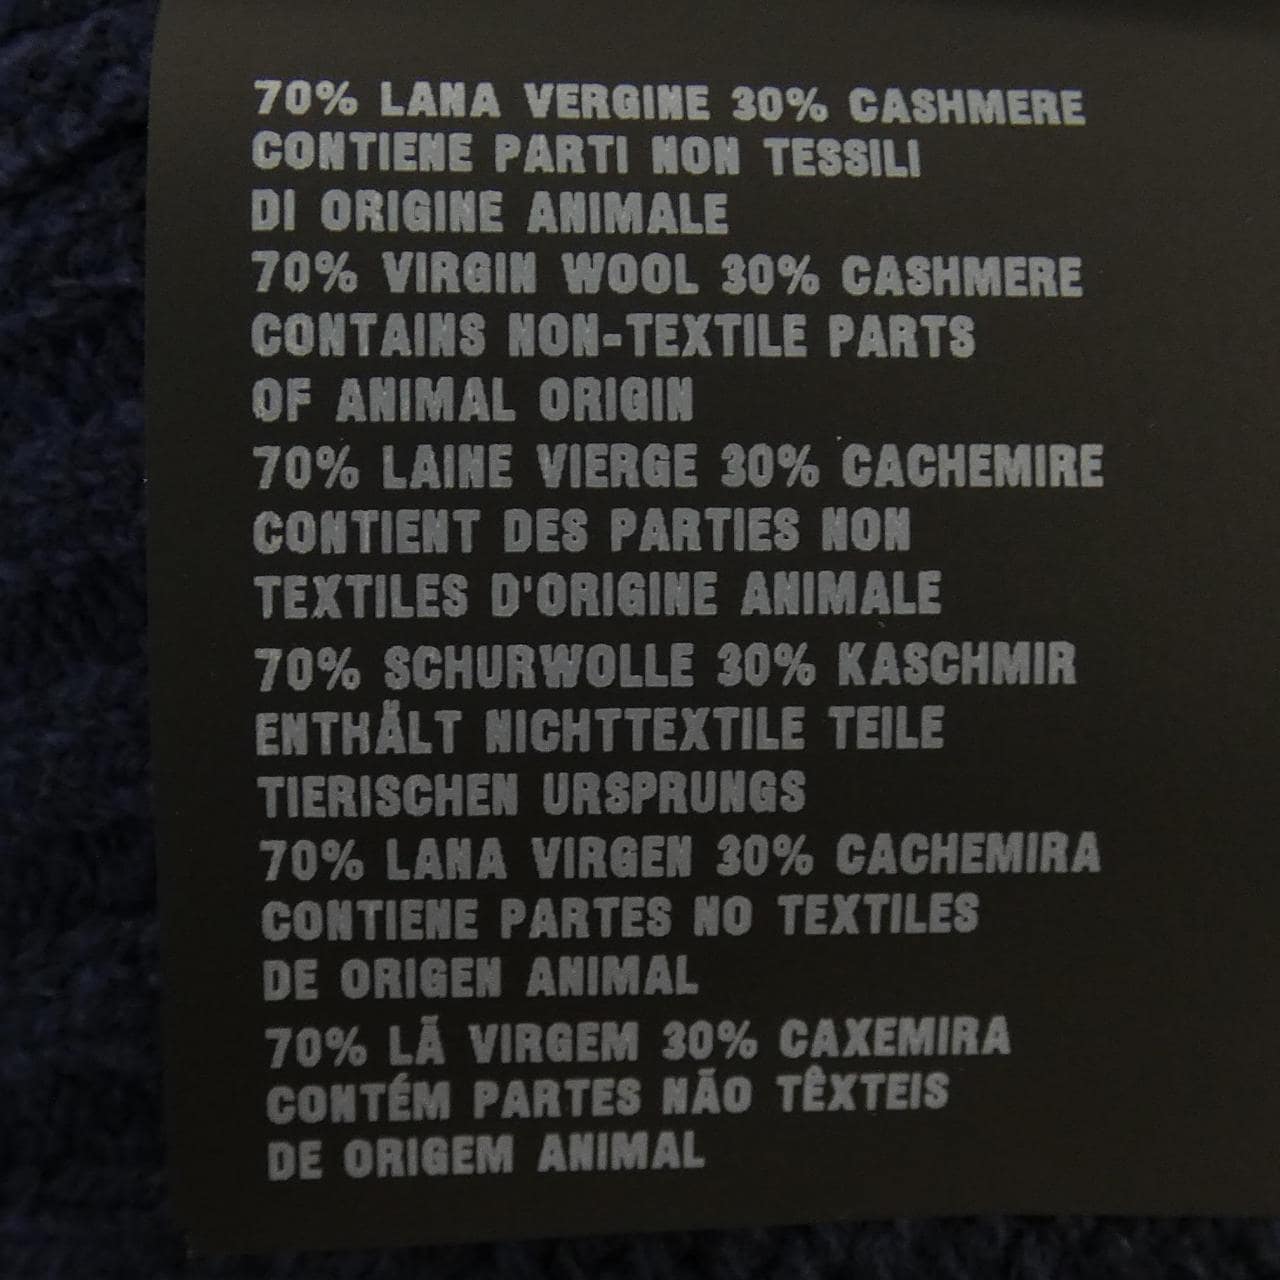 70% LANA VERGINE 30% CASHMERE
CONTIENE PARTI NON TESSILI
DI ORIGINE ANIMALE
70% VIRGIN WOOL 30% CASHMERE
CONTAINS NON-TEXTILE PARTS
OF ANIMAL ORIGIN
70% LAINE VIERGE 30% CACHEMIRE
CONTIENT DES PARTIES NON
TEXTILES D'ORIGINE ANIMALE
70% SCHURWOLLE 30% KASCHMIR
ENTHÄLT NICHTTEXTILE TEILE
TIERISCHEN URSPRUNGS
70% LANA VIRGEN 30% CACHEMIRA
CONTIENE PARTES NO TEXTILES
DE ORIGEN ANIMAL
70% LÃ VIRGEM 30% CAXEMIRA
CONTÉM PARTES NÃO TÊXTEIS
DE ORIGEM ANIMAL